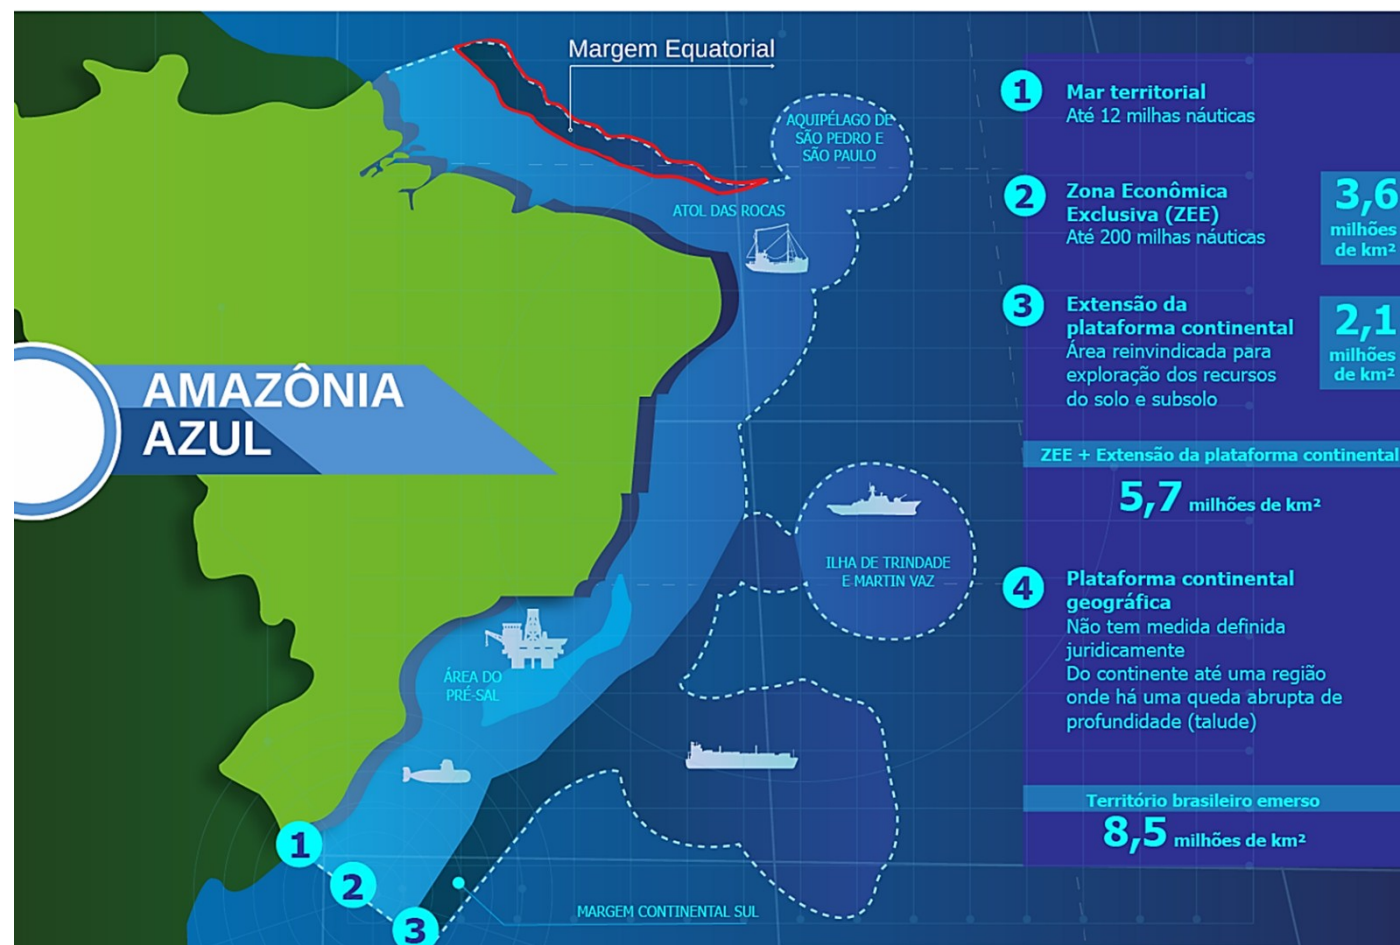 Margem Equatorial
AQUIPÉLAGO DE
SÃO PEDRO E
SÃO PAULO
ATOL DAS ROCAS
AMAZÔNIA
AZUL
ILHA DE TRINDADE
E MARTIN VAZ
ÁREA DO
PRÉ-SAL
1
2
3
MARGEM CONTINENTAL SUL
1
Mar territorial
Até 12 milhas náuticas
2
Zona Econômica
Exclusiva (ZEE)
Até 200 milhas náuticas
3,6
milhões
de km²
3
Extensão da
plataforma continental
Área reinvindicada para
exploração dos recursos
do solo e subsolo
2,1
milhões
de km²
ZEE + Extensão da plataforma continental
5,7 milhões de km²
4
Plataforma continental
geográfica
Não tem medida definida
juridicamente
Do continente até uma região
onde há uma queda abrupta de
profundidade (talude)
Território brasileiro emerso
8,5 milhões de km²